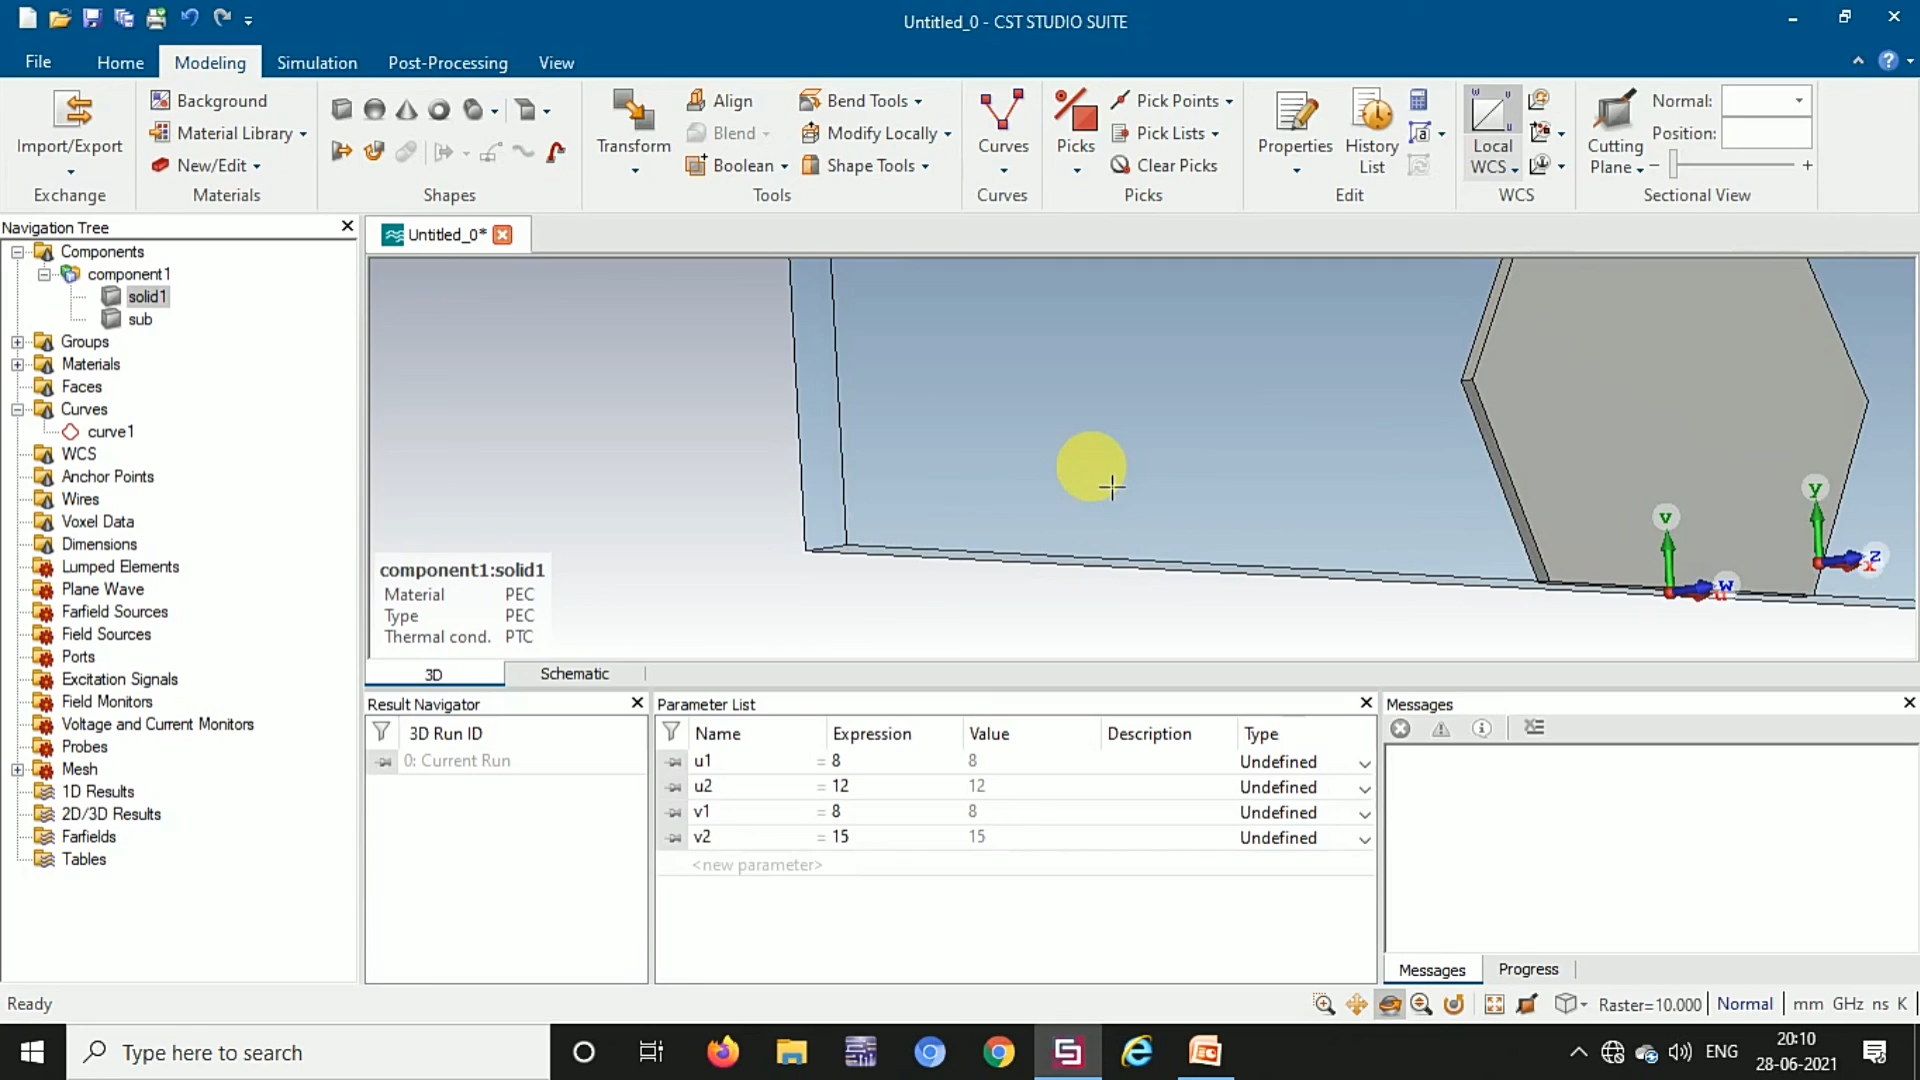 Untitled_0 - CST STUDIO SUITE
File
Home
Modeling
Simulation
Post-Processing
View
Import/Export
Exchange
Background
Material Library
New/Edit
Materials
Shapes
Transform
Align
Blend
Boolean
Bend Tools
Modify Locally
Shape Tools
Tools
Curves
Curves
Picks
Pick Points
Pick Lists
Clear Picks
Picks
Properties
History List
Edit
Local WCS
WCS
Cutting Plane
Normal:
Position:
Sectional View
Navigation Tree
Untitled_0*
Components
component1
solid1
sub
Groups
Materials
Faces
Curves
curve1
WCS
Anchor Points
Wires
Voxel Data
Dimensions
Lumped Elements
Plane Wave
Farfield Sources
Field Sources
Ports
Excitation Signals
Field Monitors
Voltage and Current Monitors
Probes
Mesh
1D Results
2D/3D Results
Farfields
Tables
v
w
u
y
z
x
component1:solid1
Material PEC
Type PEC
Thermal cond. PTC
3D
Schematic
Result Navigator
3D Run ID
0: Current Run
Parameter List
Name Expression Value Description Type
u1 = 8 8 Undefined
u2 = 12 12 Undefined
v1 = 8 8 Undefined
v2 = 15 15 Undefined
<new parameter>
Messages
Messages
Progress
Ready
Raster=10.000
Normal
mm GHz ns K
Type here to search
ENG
20:10
28-06-2021